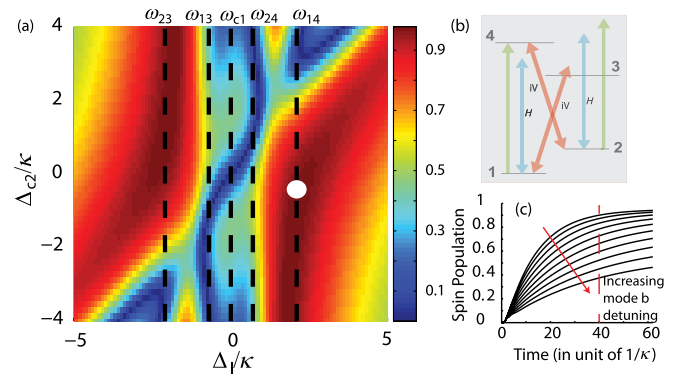 (a)
ω23 ω13 ωc1 ω24 ω14
4
2
0
−2
−4
Δc2/κ
−5 0 5
Δl/κ
0.9
0.7
0.5
0.3
0.1
(b)
4
3
iV
iV
H
H
2
1
(c)
1
0.8
0.6
0.4
0.2
0
Spin Population
Increasing
mode b
detuning
0 20 40 60
Time (in unit of 1/κ)